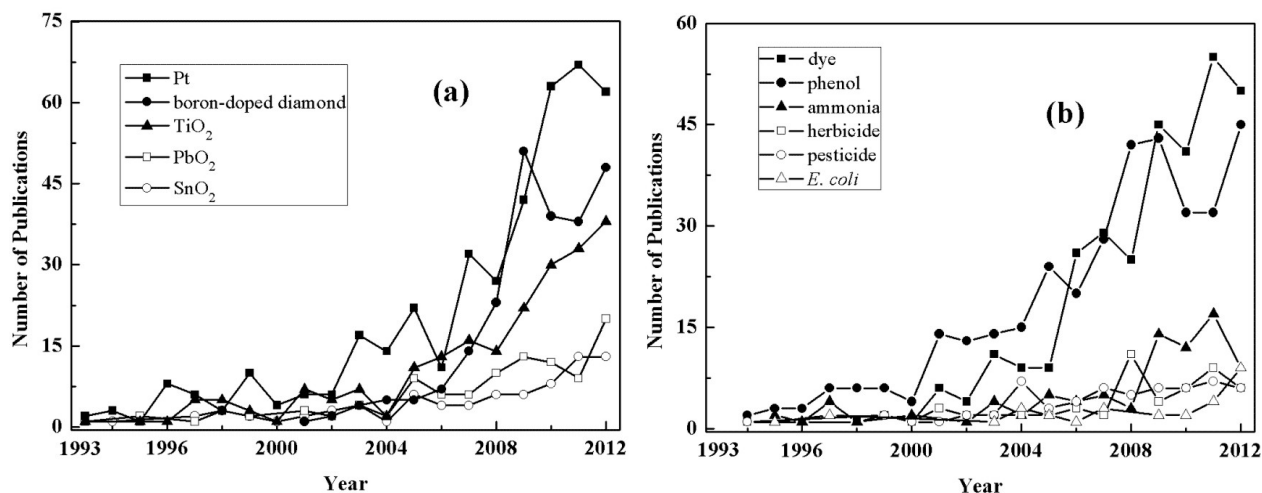 75
60
45
30
15
0
Number of Publications
Pt
boron-doped diamond
TiO₂
PbO₂
SnO₂
(a)
1993 1996 2000 2004 2008 2012
Year
60
45
30
15
0
Number of Publications
dye
phenol
ammonia
herbicide
pesticide
E. coli
(b)
1993 1996 2000 2004 2008 2012
Year